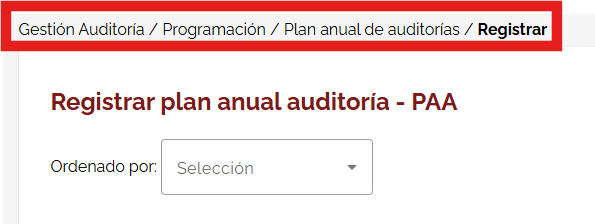 Gestión Auditoría / Programación / Plan anual de auditorías / Registrar
Registrar plan anual auditoría - PAA
Ordenado por: Selección